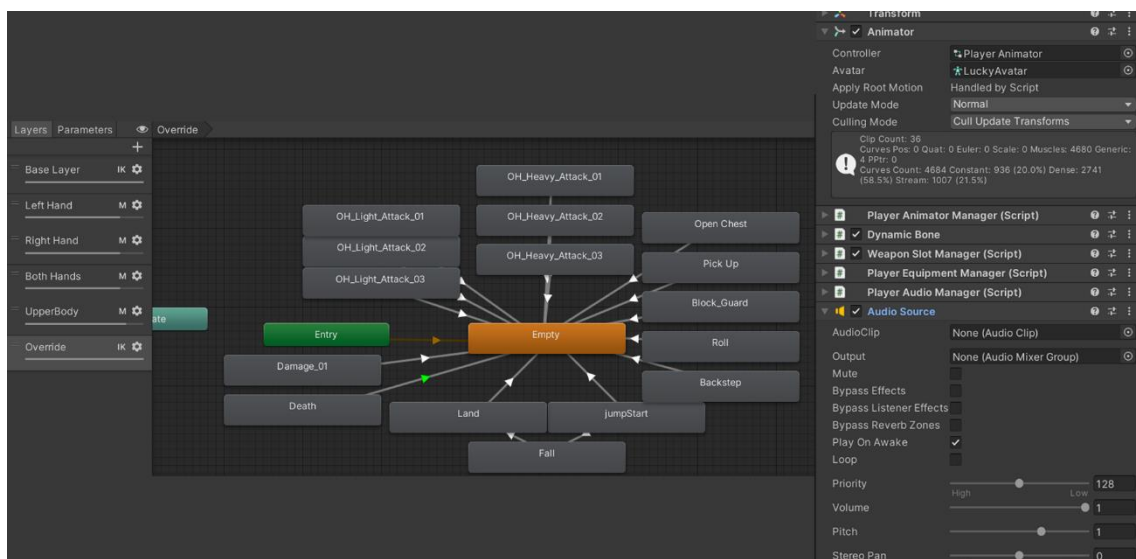 Layers Parameters
Override
Base Layer IK
Left Hand M
Right Hand M
Both Hands M
UpperBody M
Override IK
ate
OH_Heavy_Attack_01
OH_Light_Attack_01
OH_Heavy_Attack_02
Open Chest
OH_Light_Attack_02
OH_Heavy_Attack_03
Pick Up
OH_Light_Attack_03
Block_Guard
Entry
Empty
Roll
Damage_01
Backstep
Death
Land
jumpStart
Fall
Transform
Animator
Controller Player Animator
Avatar LuckyAvatar
Apply Root Motion Handled by Script
Update Mode Normal
Culling Mode Cull Update Transforms
Clip Count: 36
Curves Pos: 0 Quat: 0 Euler: 0 Scale: 0 Muscles: 4680 Generic:
4 PPtr: 0
Curves Count: 4684 Constant: 936 (20.0%) Dense: 2741
(58.5%) Stream: 1007 (21.5%)
Player Animator Manager (Script)
Dynamic Bone
Weapon Slot Manager (Script)
Player Equipment Manager (Script)
Player Audio Manager (Script)
Audio Source
AudioClip None (Audio Clip)
Output None (Audio Mixer Group)
Mute
Bypass Effects
Bypass Listener Effects
Bypass Reverb Zones
Play On Awake
Loop
Priority 128
High Low
Volume 1
Pitch 1
Stereo Pan 0